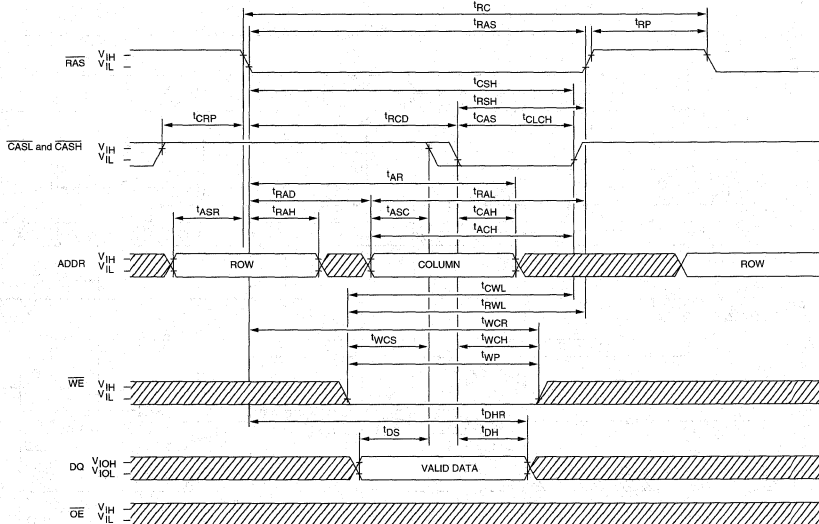 tRC
tRAS
tRP
RAS VIH
VIL
tCSH
tRSH
tCRP
tRCD
tCAS
tCLCH
CASL and CASH VIH
VIL
tAR
tRAD
tRAL
tASR
tRAH
tASC
tCAH
tACH
ADDR VIH
VIL
ROW
COLUMN
ROW
tCWL
tRWL
tWCR
tWCS
tWCH
tWP
WE VIH
VIL
tDHR
tDS
tDH
DQ VIOH
VIOL
VALID DATA
OE VIH
VIL